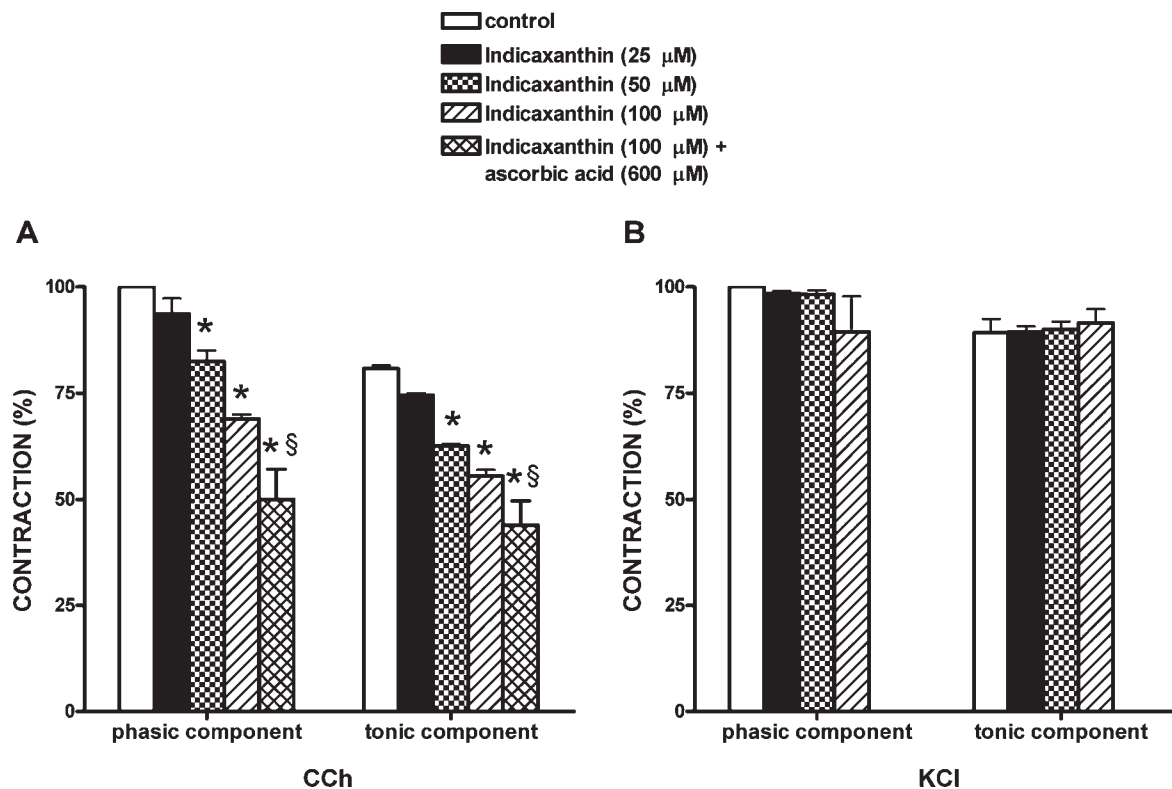 control
Indicaxanthin (25 μM)
Indicaxanthin (50 μM)
Indicaxanthin (100 μM)
Indicaxanthin (100 μM) +
ascorbic acid (600 μM)
A
CONTRACTION (%)
100
75
50
25
0
*
*
* §
*
*
* §
phasic component
tonic component
CCh
B
CONTRACTION (%)
100
75
50
25
0
phasic component
tonic component
KCl